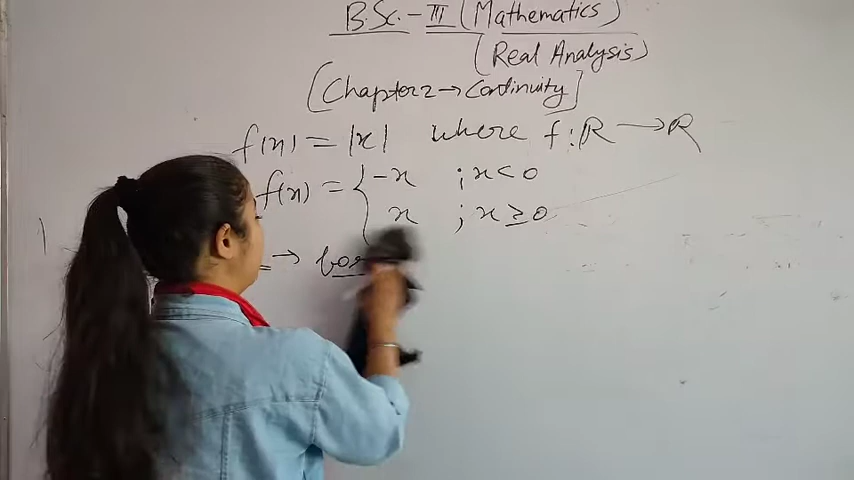 B.Sc. - III (Mathematics)
(Real Analysis)
(Chapter 2 → Continuity)
f(x) = |x| where f: R → R
f(x) = { -x ; x < 0
x ; x ≥ 0
→